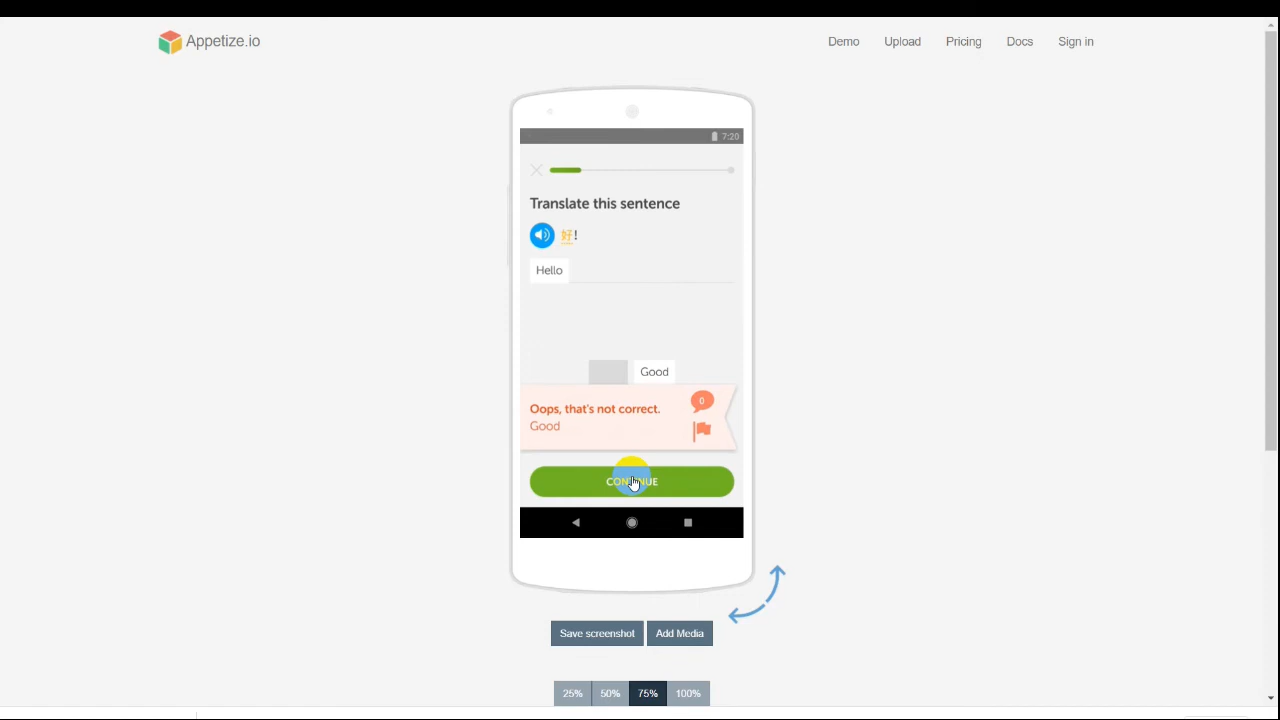 Appetize.io
Demo
Upload
Pricing
Docs
Sign in
7:20
Translate this sentence
好!
Hello
Good
Oops, that's not correct.
0
Good
CONTINUE
Save screenshot
Add Media
25%
50%
75%
100%